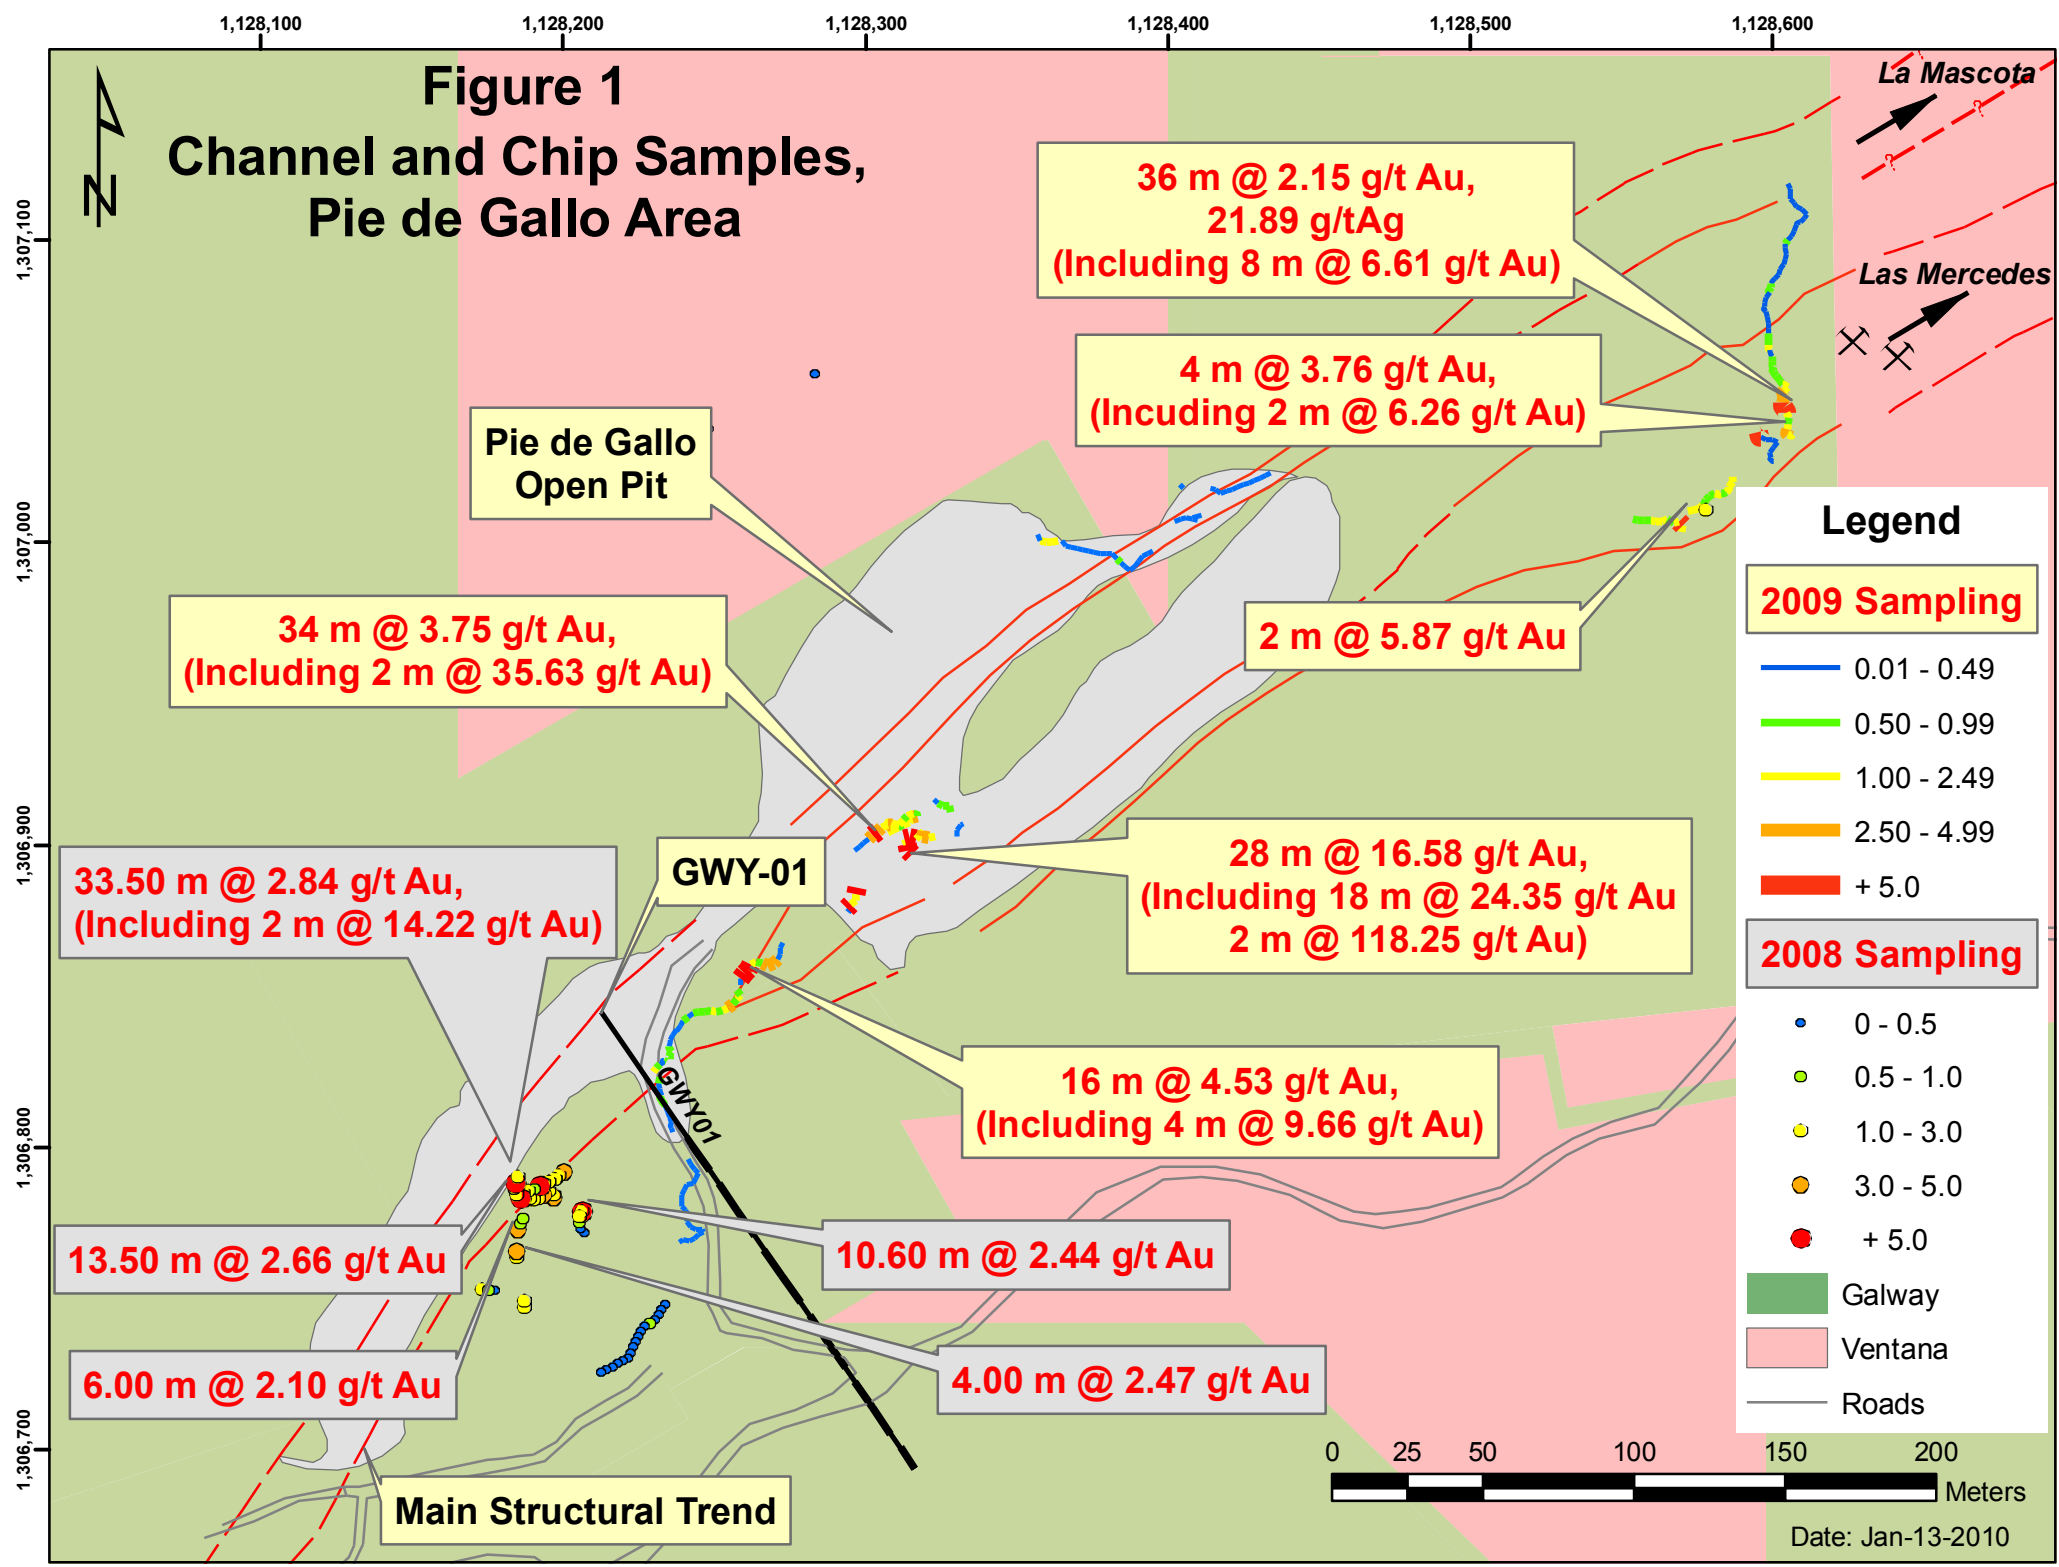 1,128,100
1,128,200
1,128,300
1,128,400
1,128,500
1,128,600
Figure 1
Channel and Chip Samples,
Pie de Gallo Area
N
La Mascota
?
?
Las Mercedes
1,307,100
1,307,000
1,306,900
1,306,800
1,306,700
36 m @ 2.15 g/t Au,
21.89 g/tAg
(Including 8 m @ 6.61 g/t Au)
4 m @ 3.76 g/t Au,
(Incuding 2 m @ 6.26 g/t Au)
Pie de Gallo
Open Pit
34 m @ 3.75 g/t Au,
(Including 2 m @ 35.63 g/t Au)
2 m @ 5.87 g/t Au
GWY-01
33.50 m @ 2.84 g/t Au,
(Including 2 m @ 14.22 g/t Au)
28 m @ 16.58 g/t Au,
(Including 18 m @ 24.35 g/t Au
2 m @ 118.25 g/t Au)
16 m @ 4.53 g/t Au,
(Including 4 m @ 9.66 g/t Au)
GWY01
13.50 m @ 2.66 g/t Au
10.60 m @ 2.44 g/t Au
6.00 m @ 2.10 g/t Au
4.00 m @ 2.47 g/t Au
Main Structural Trend
Legend
2009 Sampling
0.01 - 0.49
0.50 - 0.99
1.00 - 2.49
2.50 - 4.99
+ 5.0
2008 Sampling
0 - 0.5
0.5 - 1.0
1.0 - 3.0
3.0 - 5.0
+ 5.0
Galway
Ventana
Roads
0 25 50 100 150 200
Meters
Date: Jan-13-2010